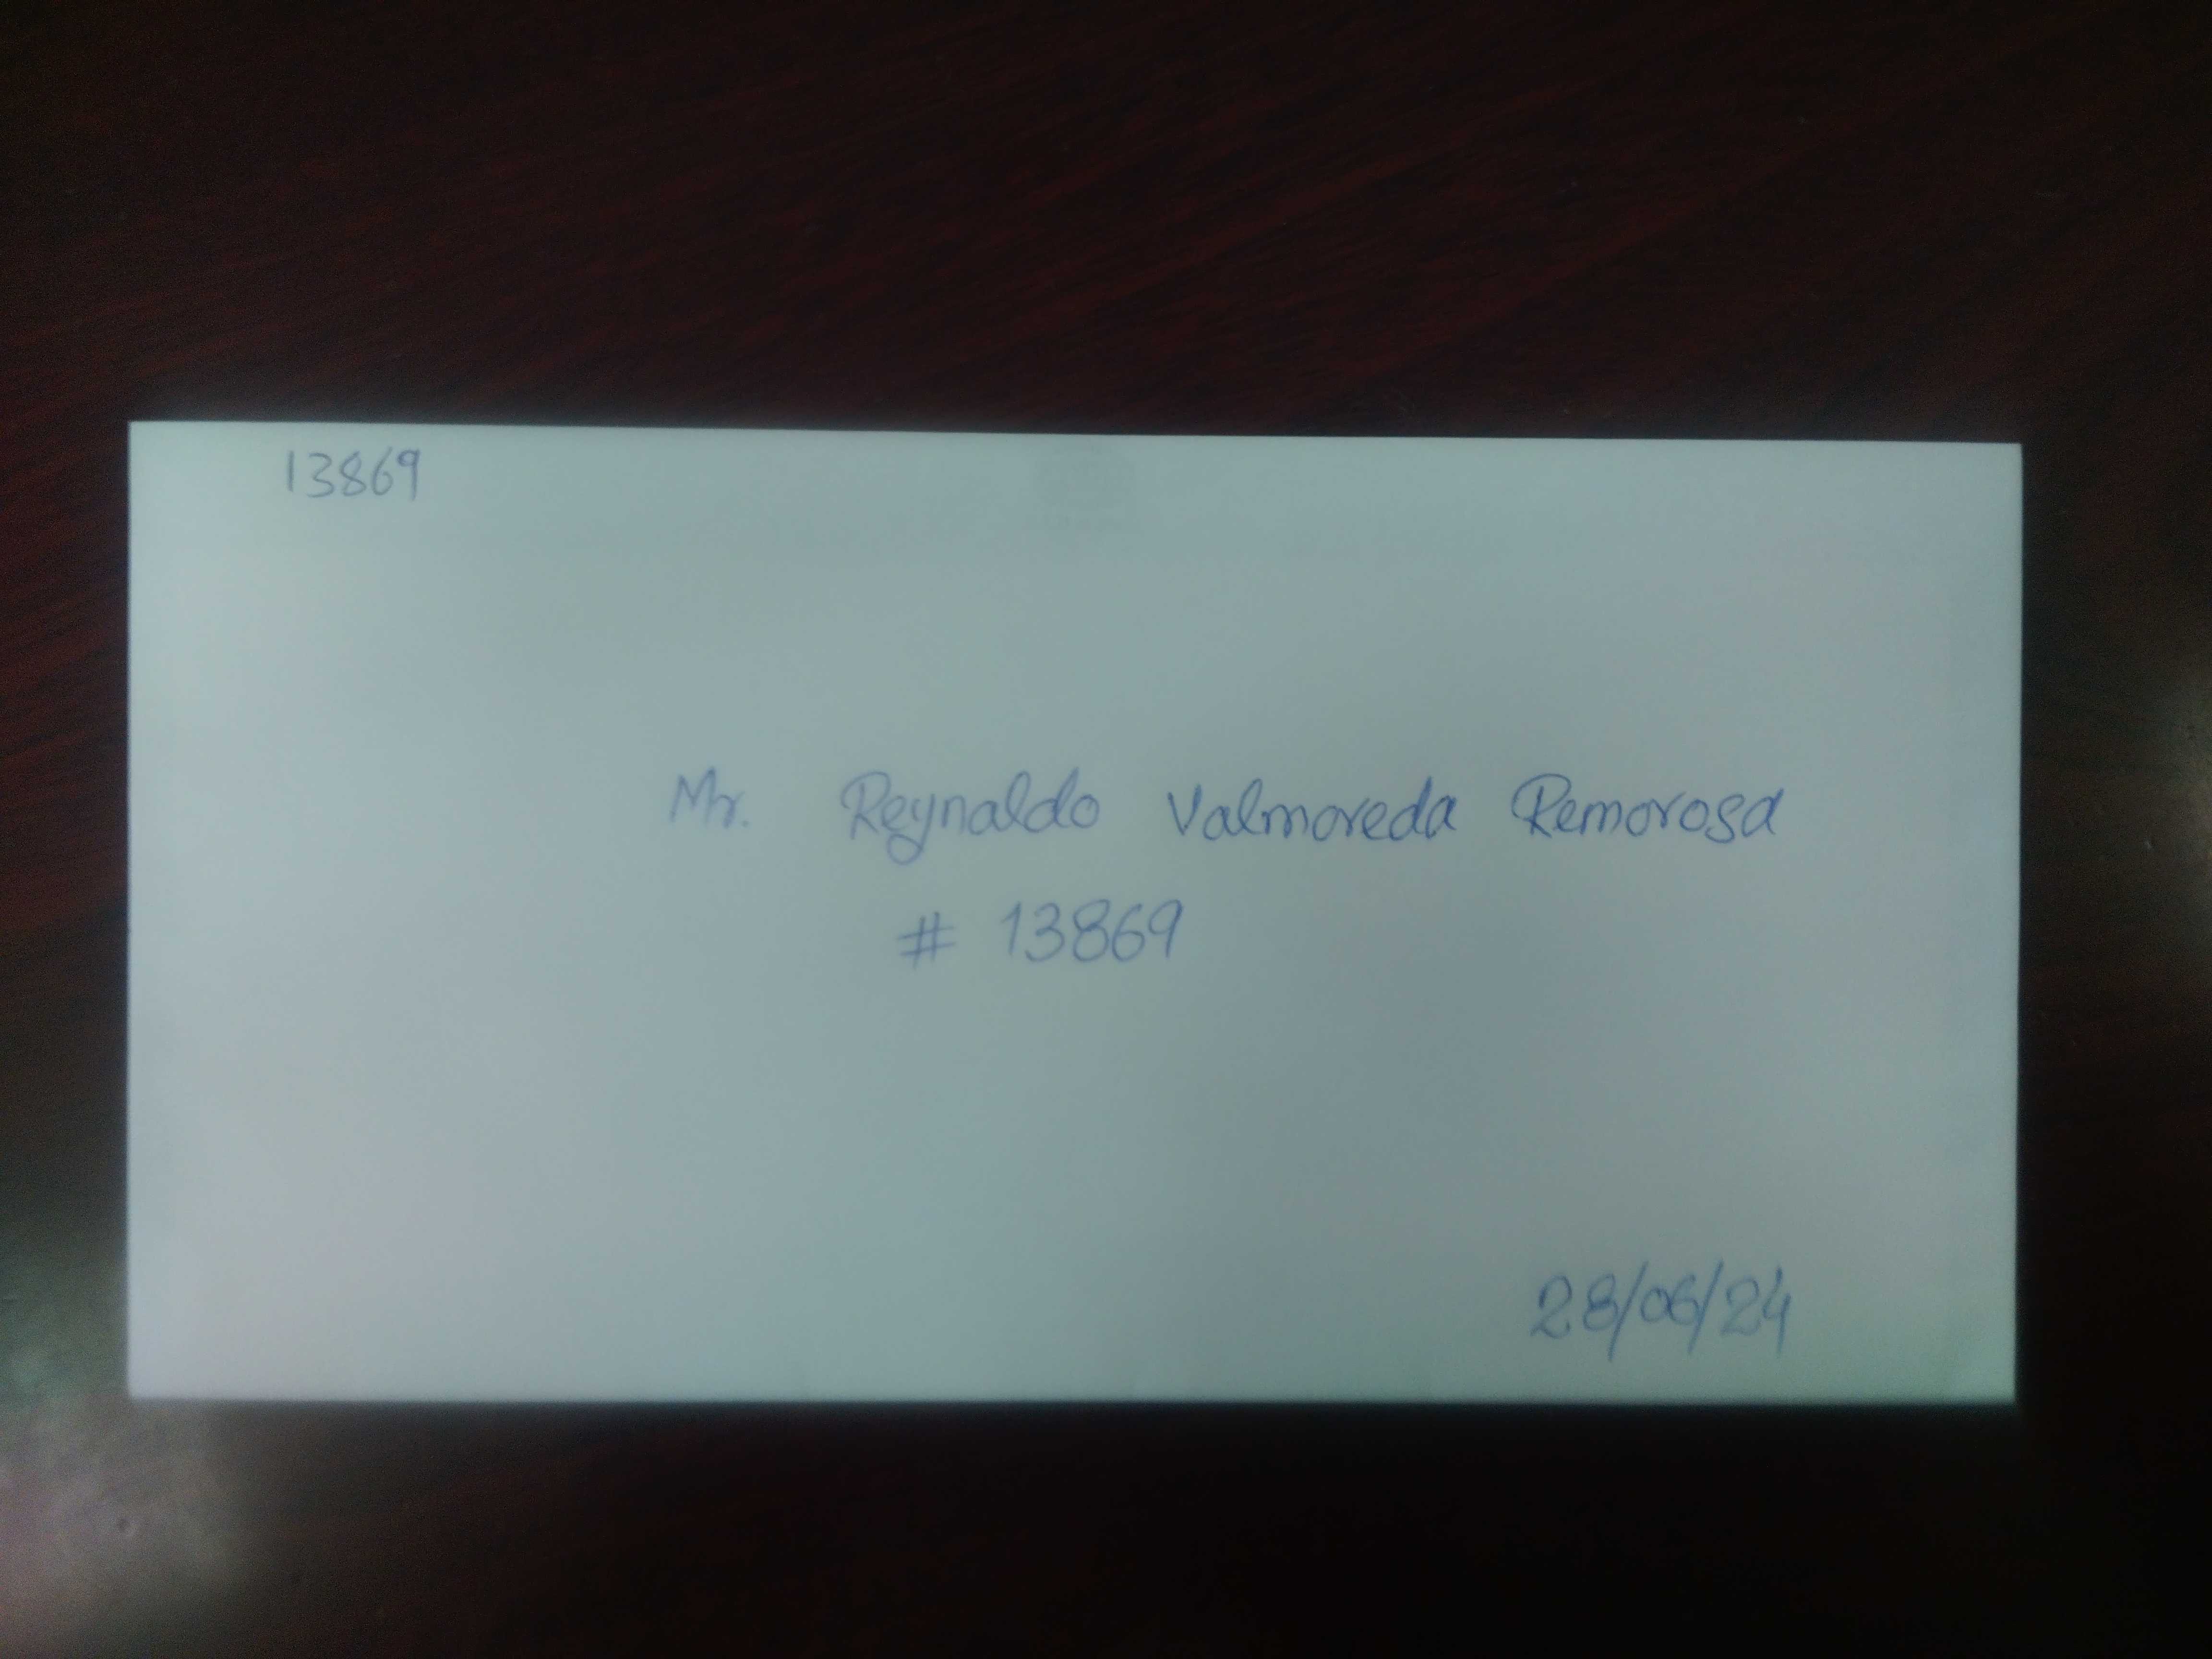 13869
Mr. Reynaldo Valmoreda Remorosa
# 13869
28/06/24